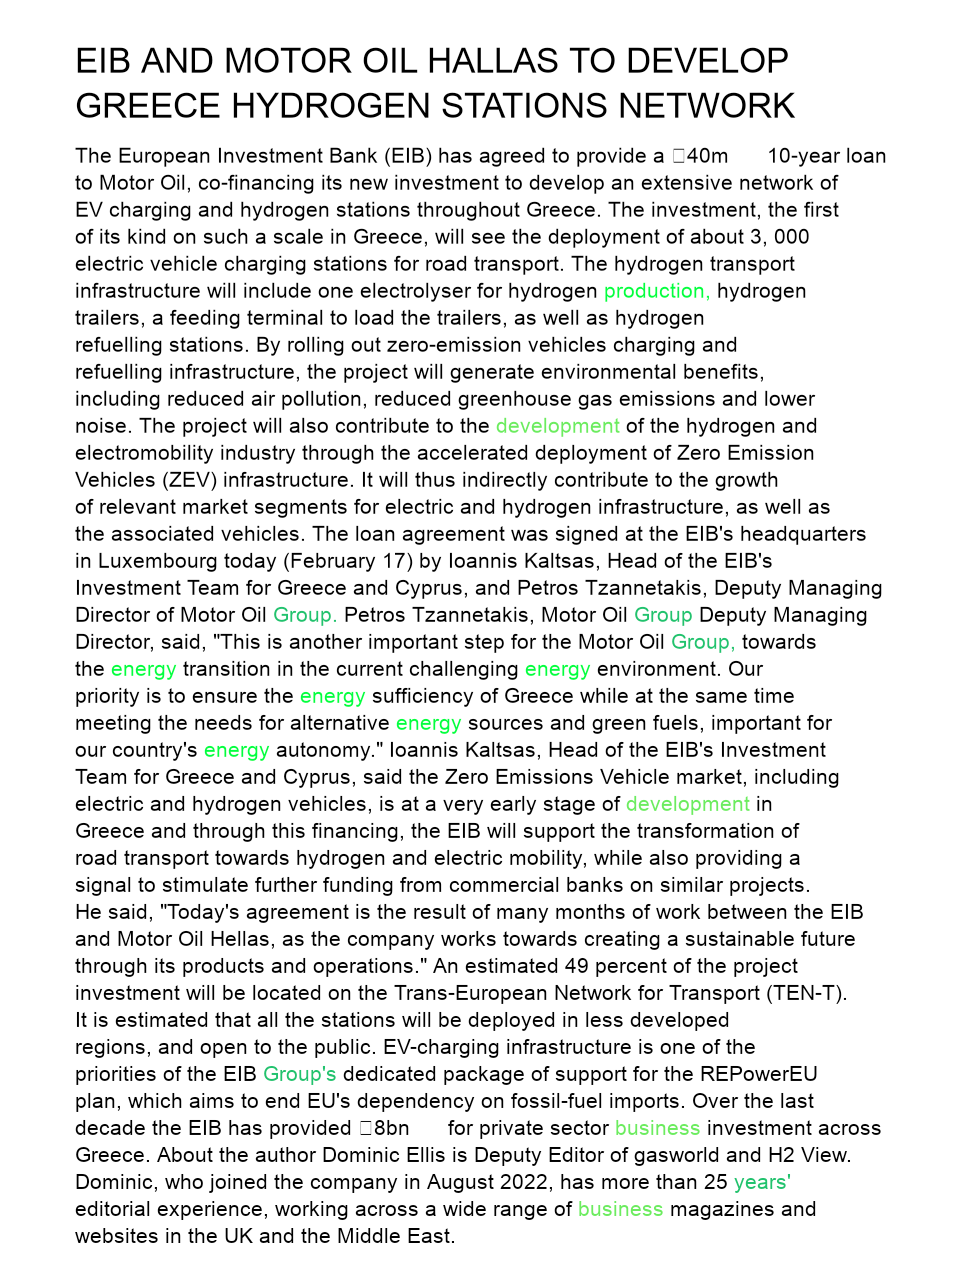 EIB AND MOTOR OIL HALLAS TO DEVELOP
GREECE HYDROGEN STATIONS NETWORK
The European Investment Bank (EIB) has agreed to provide a □40m 10-year loan
to Motor Oil, co-financing its new investment to develop an extensive network of
EV charging and hydrogen stations throughout Greece. The investment, the first
of its kind on such a scale in Greece, will see the deployment of about 3, 000
electric vehicle charging stations for road transport. The hydrogen transport
infrastructure will include one electrolyser for hydrogen production, hydrogen
trailers, a feeding terminal to load the trailers, as well as hydrogen
refuelling stations. By rolling out zero-emission vehicles charging and
refuelling infrastructure, the project will generate environmental benefits,
including reduced air pollution, reduced greenhouse gas emissions and lower
noise. The project will also contribute to the development of the hydrogen and
electromobility industry through the accelerated deployment of Zero Emission
Vehicles (ZEV) infrastructure. It will thus indirectly contribute to the growth
of relevant market segments for electric and hydrogen infrastructure, as well as
the associated vehicles. The loan agreement was signed at the EIB's headquarters
in Luxembourg today (February 17) by Ioannis Kaltsas, Head of the EIB's
Investment Team for Greece and Cyprus, and Petros Tzannetakis, Deputy Managing
Director of Motor Oil Group. Petros Tzannetakis, Motor Oil Group Deputy Managing
Director, said, "This is another important step for the Motor Oil Group, towards
the energy transition in the current challenging energy environment. Our
priority is to ensure the energy sufficiency of Greece while at the same time
meeting the needs for alternative energy sources and green fuels, important for
our country's energy autonomy." Ioannis Kaltsas, Head of the EIB's Investment
Team for Greece and Cyprus, said the Zero Emissions Vehicle market, including
electric and hydrogen vehicles, is at a very early stage of development in
Greece and through this financing, the EIB will support the transformation of
road transport towards hydrogen and electric mobility, while also providing a
signal to stimulate further funding from commercial banks on similar projects.
He said, "Today's agreement is the result of many months of work between the EIB
and Motor Oil Hellas, as the company works towards creating a sustainable future
through its products and operations." An estimated 49 percent of the project
investment will be located on the Trans-European Network for Transport (TEN-T).
It is estimated that all the stations will be deployed in less developed
regions, and open to the public. EV-charging infrastructure is one of the
priorities of the EIB Group's dedicated package of support for the REPowerEU
plan, which aims to end EU's dependency on fossil-fuel imports. Over the last
decade the EIB has provided □8bn for private sector business investment across
Greece. About the author Dominic Ellis is Deputy Editor of gasworld and H2 View.
Dominic, who joined the company in August 2022, has more than 25 years'
editorial experience, working across a wide range of business magazines and
websites in the UK and the Middle East.